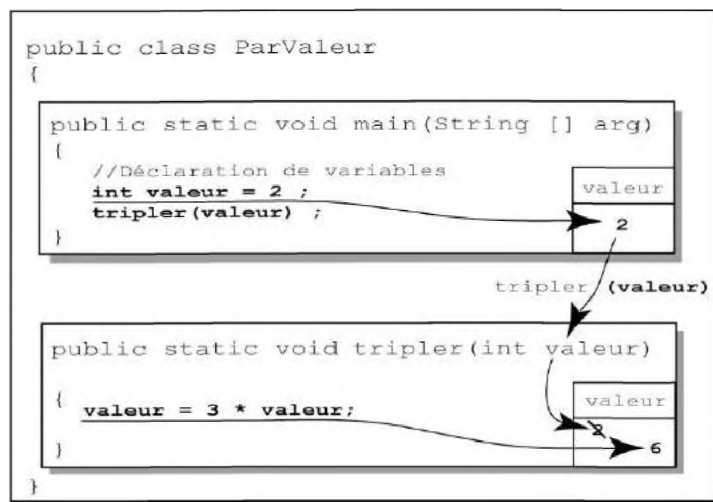 public class ParValeur
{
public static void main(String [] arg)
{
//Déclaration de variables
int valeur = 2 ;
tripler(valeur) ;
}
valeur
2
tripler (valeur)
public static void tripler(int valeur)
{
valeur = 3 * valeur;
}
valeur
2
6
}